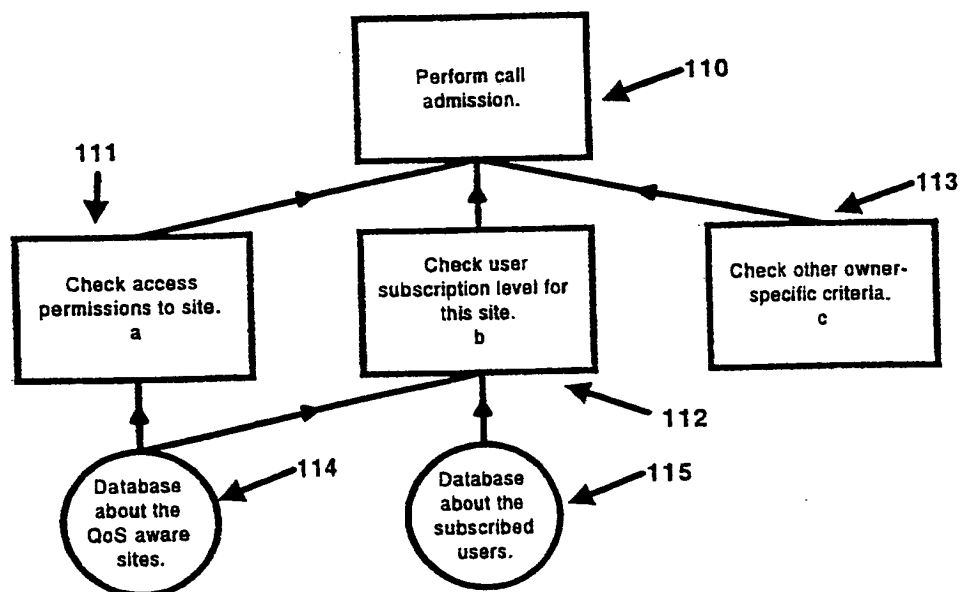 Perform call
admission.
110
111
113
Check access
permissions to site.
a
Check user
subscription level for
this site.
b
Check other owner-
specific criteria.
c
112
Database
about the
QoS aware
sites.
114
Database
about the
subscribed
users.
115